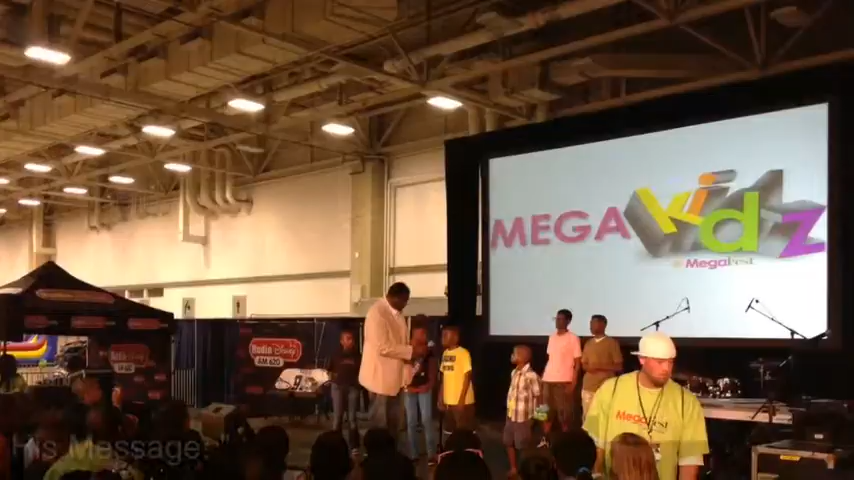 MEGA kidz
@ MegaFest
Radio Disney
AM 620
MegaFest
His Message